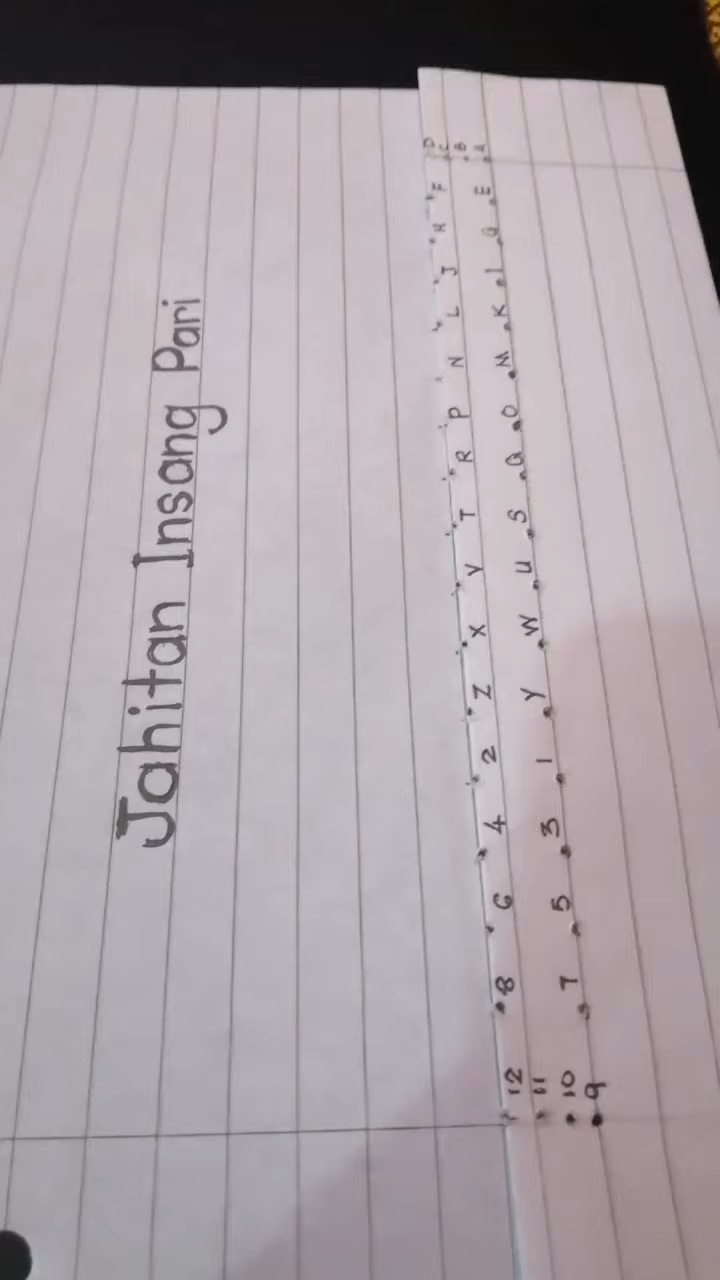 Jahitan Insang Pari
12 8 6 4 2 Z X V T R P N L J H F D
11 C
10 B
9 7 5 3 1 Y W U S Q O M K I G E A